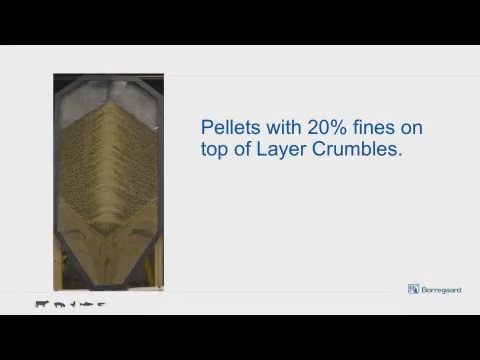 Pellets with 20% fines on
top of Layer Crumbles.
Borregaard